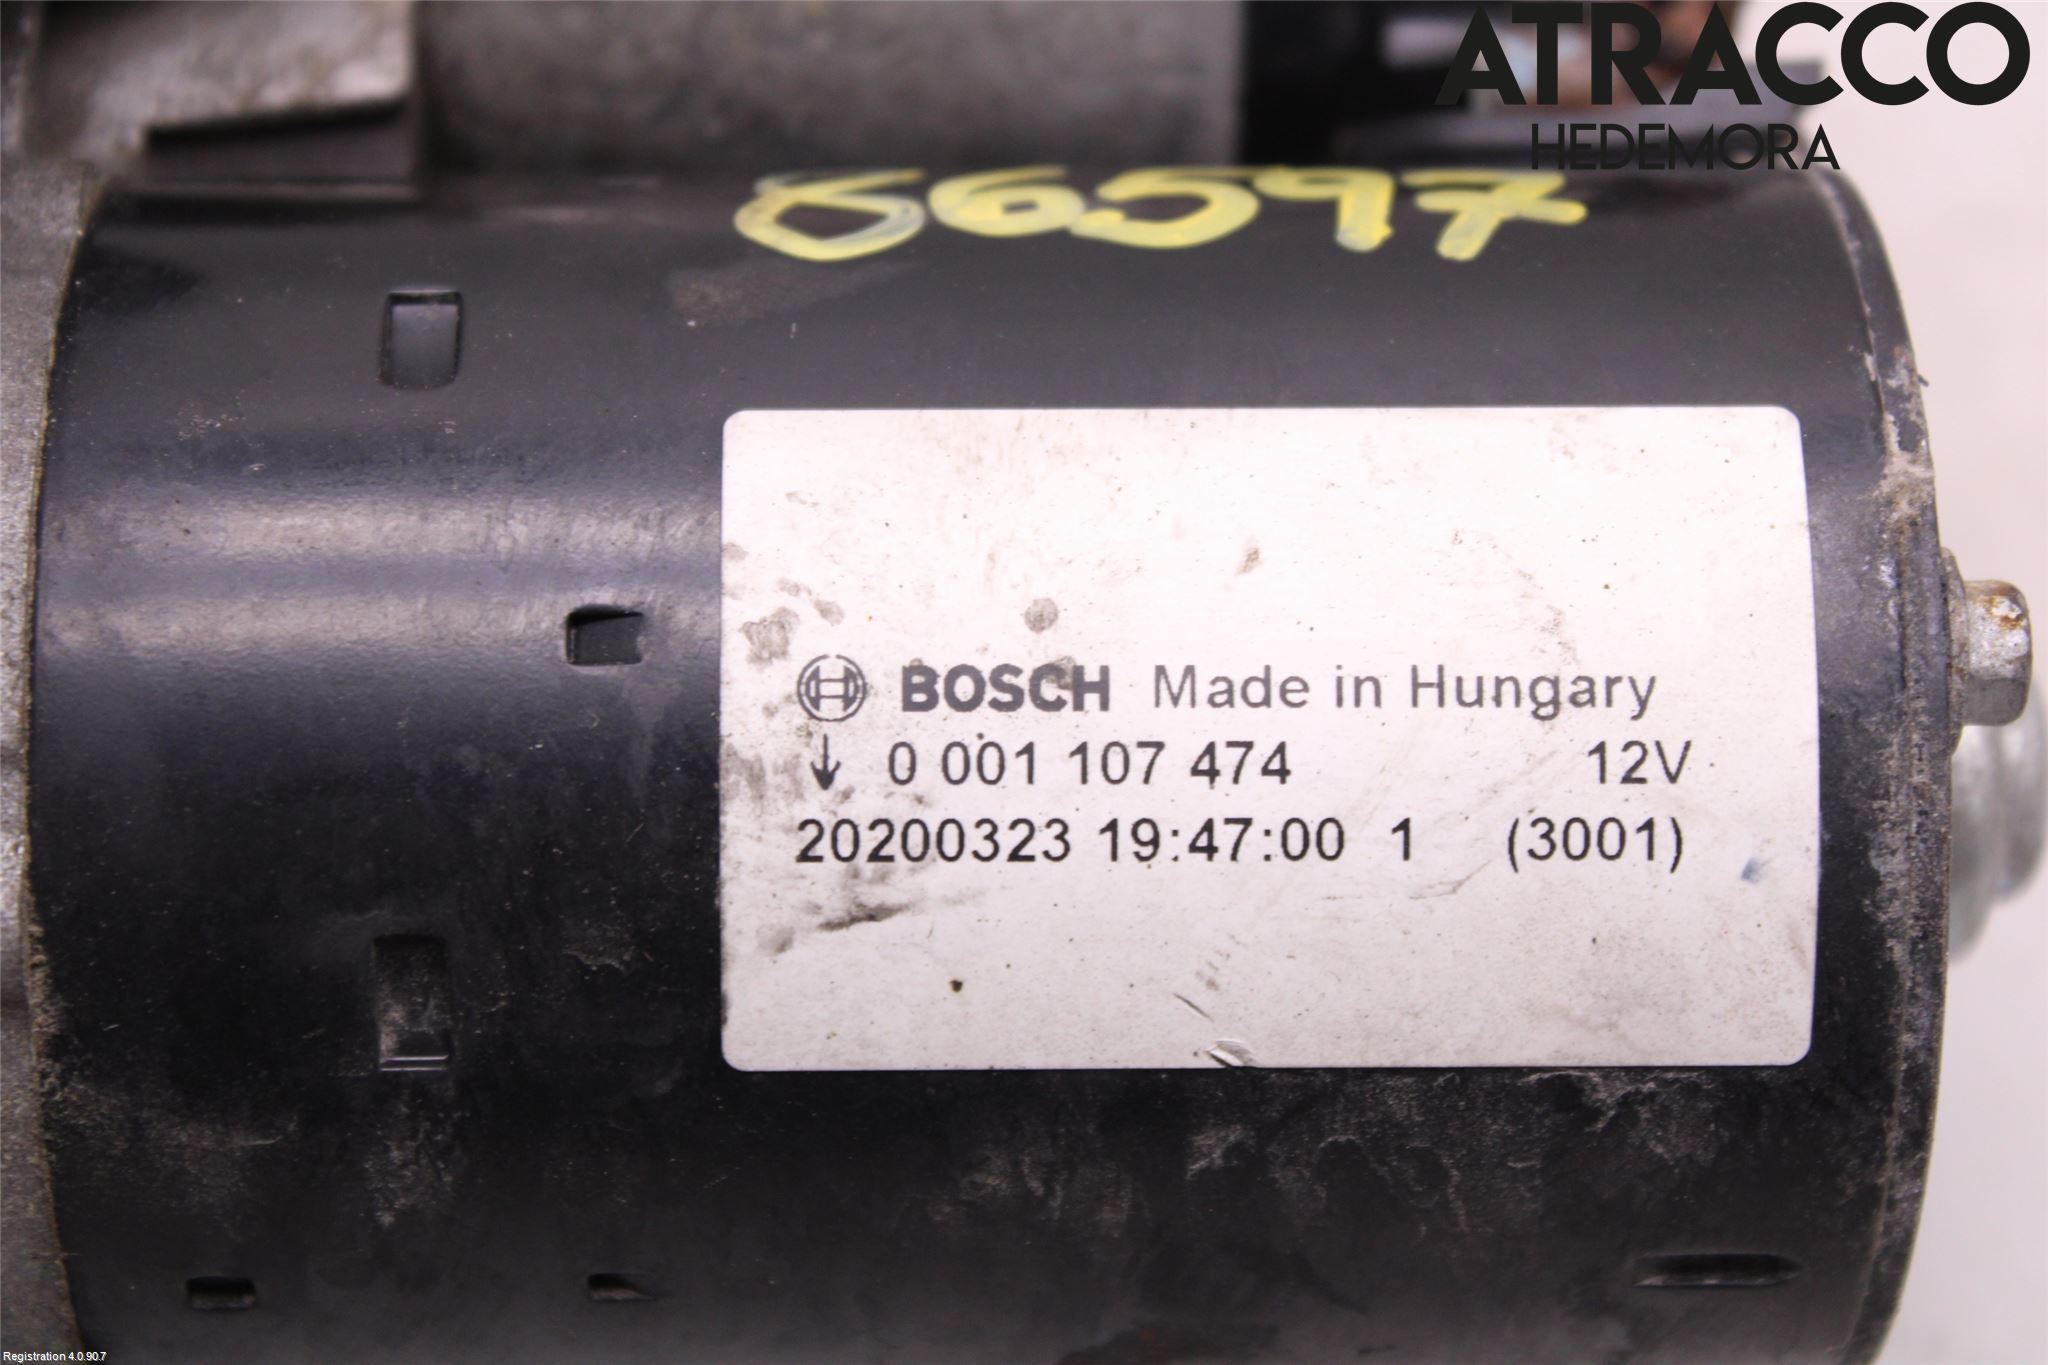 ATRACCO
HEDEMORA
86597
BOSCH Made in Hungary
↓ 0 001 107 474 12V
20200323 19:47:00 1 (3001)
Registration 4.0.90.7